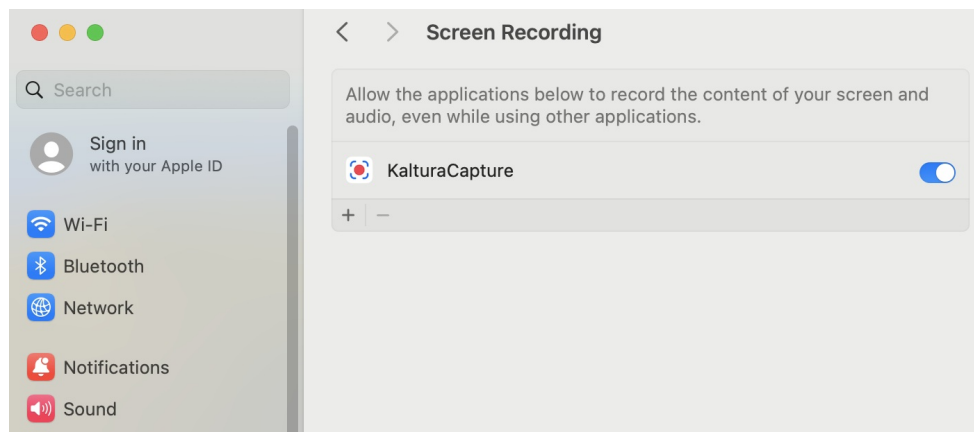 Screen Recording
Search
Sign in
with your Apple ID
Wi-Fi
Bluetooth
Network
Notifications
Sound
Allow the applications below to record the content of your screen and
audio, even while using other applications.
KalturaCapture